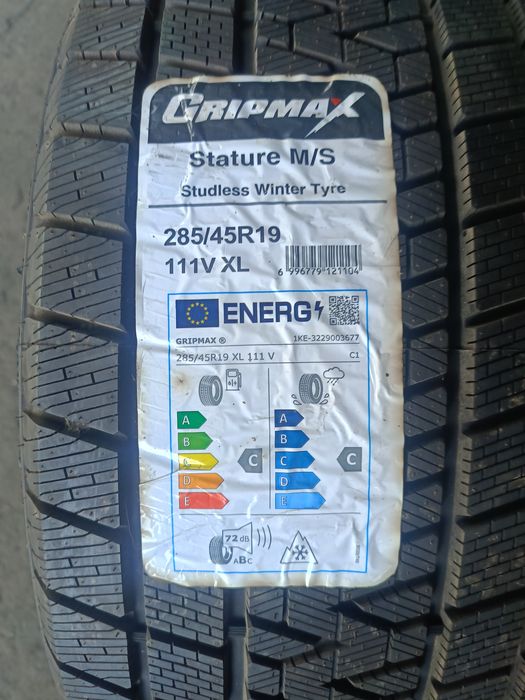 GRIPMAX
Stature M/S
Studless Winter Tyre
285/45R19
111V XL
6 996779 121104
ENERG
GRIPMAX ® 1KE-3229003677
285/45R19 XL 111 V C1
A A
B B
C C C C
D D
E E
72 dB
ABC